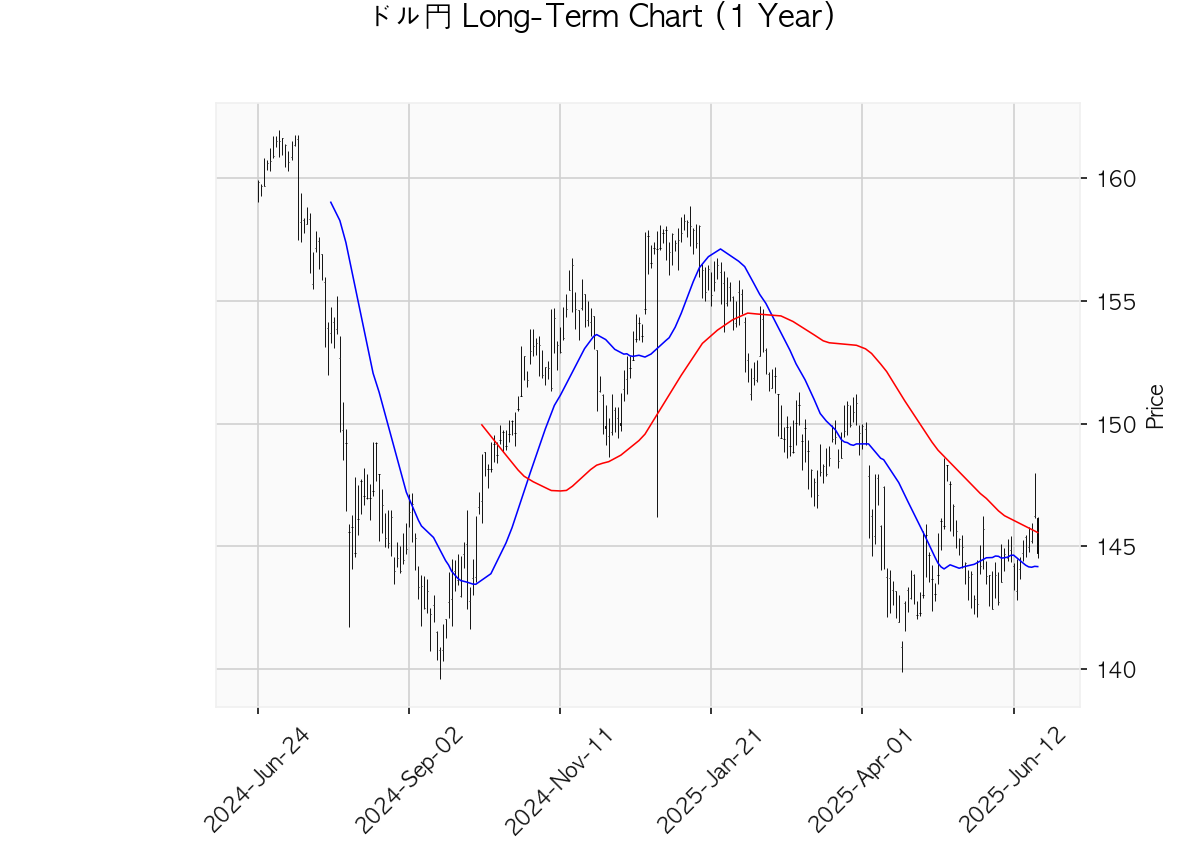 ドル円 Long-Term Chart (1 Year)
160
155
150
145
140
Price
2024-Jun-24
2024-Sep-02
2024-Nov-11
2025-Jan-21
2025-Apr-01
2025-Jun-12